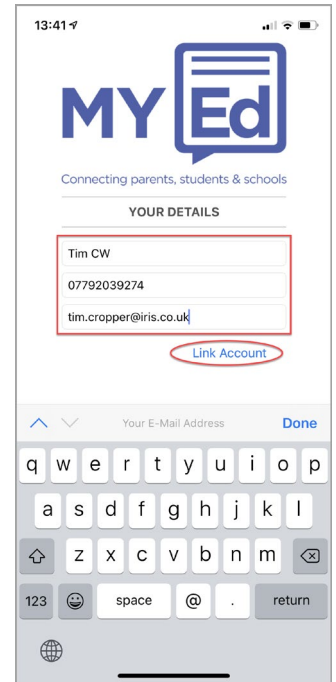 13:41
MY Ed
Connecting parents, students & schools
YOUR DETAILS
Tim CW
07792039274
tim.cropper@iris.co.uk
Link Account
Your E-Mail Address Done
q w e r t y u i o p
a s d f g h j k l
z x c v b n m
123 space @ . return